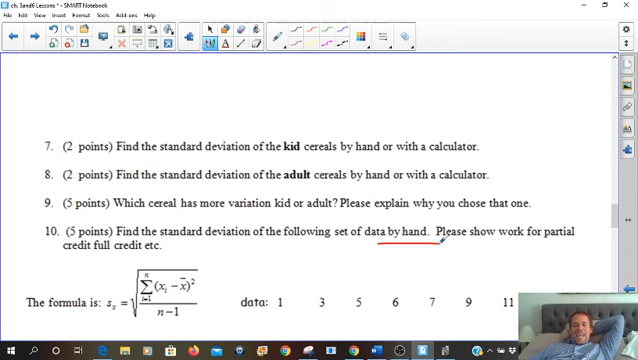 ch. 5and6 Lessons * - SMART Notebook
File Edit View Insert Format Tools Add-ons Help
7. (2 points) Find the standard deviation of the kid cereals by hand or with a calculator.
8. (2 points) Find the standard deviation of the adult cereals by hand or with a calculator.
9. (5 points) Which cereal has more variation kid or adult? Please explain why you chose that one.
10. (5 points) Find the standard deviation of the following set of data by hand. Please show work for partial
credit full credit etc.
The formula is: sₓ = √(∑ⁿᵢ₌₁(xᵢ − x̄)² / n−1) data: 1 3 5 6 7 9 11